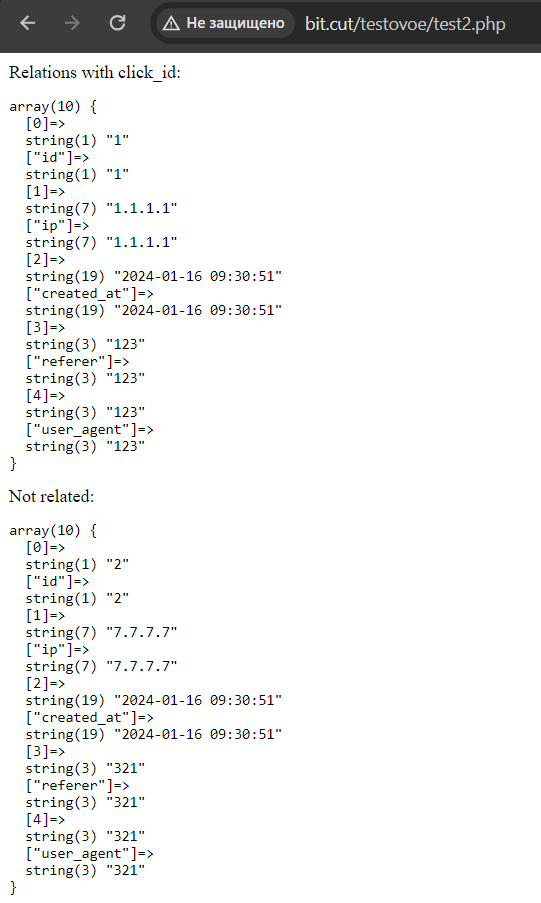 Не защищено bit.cut/testovoe/test2.php
Relations with click_id:
array(10) {
  [0]=>
  string(1) "1"
  ["id"]=>
  string(1) "1"
  [1]=>
  string(7) "1.1.1.1"
  ["ip"]=>
  string(7) "1.1.1.1"
  [2]=>
  string(19) "2024-01-16 09:30:51"
  ["created_at"]=>
  string(19) "2024-01-16 09:30:51"
  [3]=>
  string(3) "123"
  ["referer"]=>
  string(3) "123"
  [4]=>
  string(3) "123"
  ["user_agent"]=>
  string(3) "123"
}
Not related:
array(10) {
  [0]=>
  string(1) "2"
  ["id"]=>
  string(1) "2"
  [1]=>
  string(7) "7.7.7.7"
  ["ip"]=>
  string(7) "7.7.7.7"
  [2]=>
  string(19) "2024-01-16 09:30:51"
  ["created_at"]=>
  string(19) "2024-01-16 09:30:51"
  [3]=>
  string(3) "321"
  ["referer"]=>
  string(3) "321"
  [4]=>
  string(3) "321"
  ["user_agent"]=>
  string(3) "321"
}